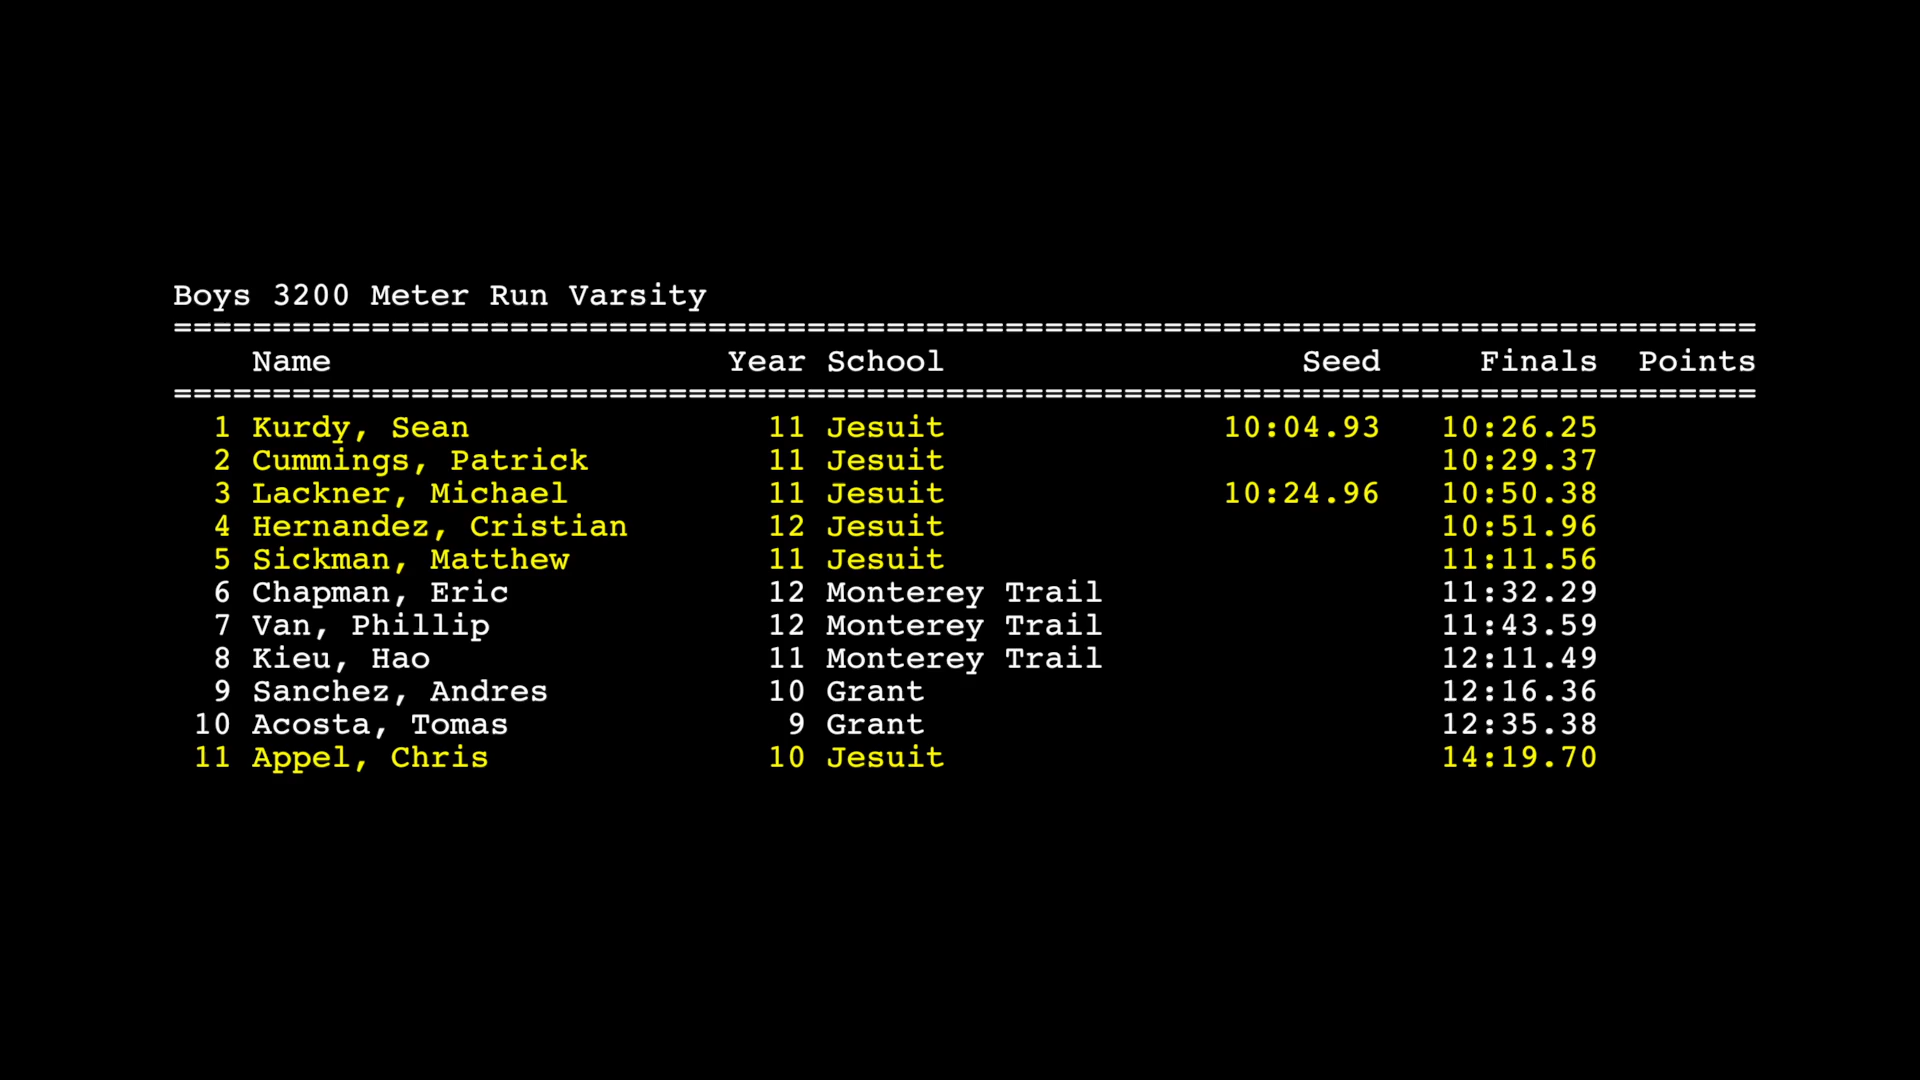 Boys 3200 Meter Run Varsity
================================================================================
Name Year School Seed Finals Points
================================================================================
1 Kurdy, Sean 11 Jesuit 10:04.93 10:26.25
2 Cummings, Patrick 11 Jesuit 10:29.37
3 Lackner, Michael 11 Jesuit 10:24.96 10:50.38
4 Hernandez, Cristian 12 Jesuit 10:51.96
5 Sickman, Matthew 11 Jesuit 11:11.56
6 Chapman, Eric 12 Monterey Trail 11:32.29
7 Van, Phillip 12 Monterey Trail 11:43.59
8 Kieu, Hao 11 Monterey Trail 12:11.49
9 Sanchez, Andres 10 Grant 12:16.36
10 Acosta, Tomas 9 Grant 12:35.38
11 Appel, Chris 10 Jesuit 14:19.70